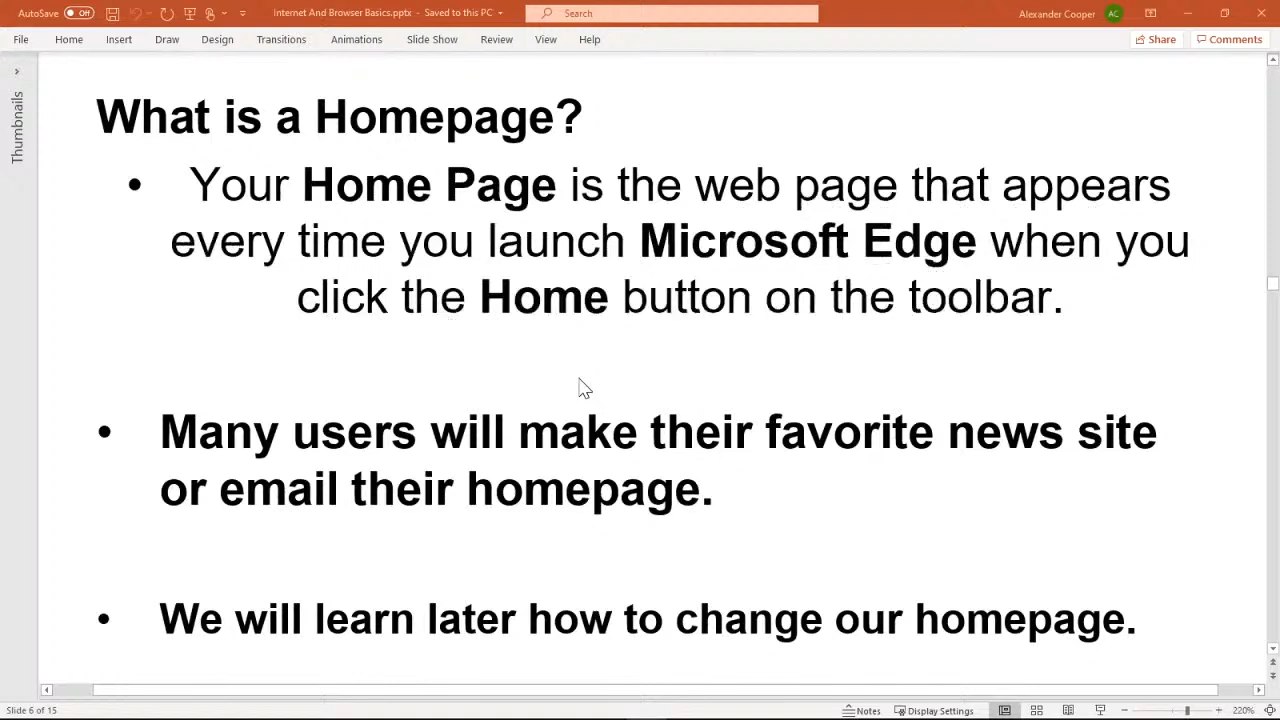 AutoSave Off Internet And Browser Basics.pptx - Saved to this PC Search Alexander Cooper AC
File Home Insert Draw Design Transitions Animations Slide Show Review View Help Share Comments
Thumbnails
What is a Homepage?
• Your Home Page is the web page that appears
every time you launch Microsoft Edge when you
click the Home button on the toolbar.
• Many users will make their favorite news site
or email their homepage.
• We will learn later how to change our homepage.
Slide 6 of 15 Notes Display Settings 220%